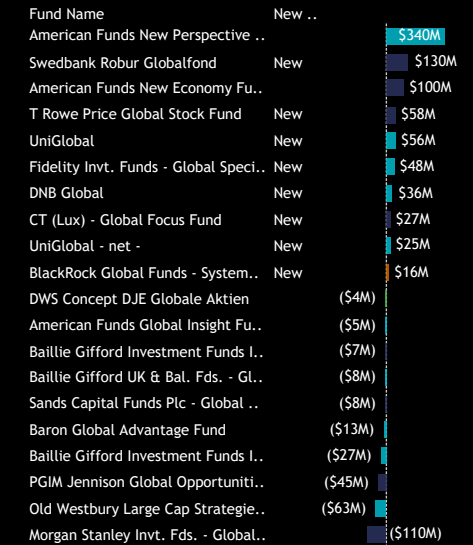 Fund Name New ..
American Funds New Perspective .. $340M
Swedbank Robur Globalfond New $130M
American Funds New Economy Fu.. $100M
T Rowe Price Global Stock Fund New $58M
UniGlobal New $56M
Fidelity Invt. Funds - Global Speci.. New $48M
DNB Global New $36M
CT (Lux) - Global Focus Fund New $27M
UniGlobal - net - New $25M
BlackRock Global Funds - System.. New $16M
DWS Concept DJE Globale Aktien ($4M)
American Funds Global Insight Fu.. ($5M)
Baillie Gifford Investment Funds I.. ($7M)
Baillie Gifford UK & Bal. Fds. - Gl.. ($8M)
Sands Capital Funds Plc - Global .. ($8M)
Baron Global Advantage Fund ($13M)
Baillie Gifford Investment Funds I.. ($27M)
PGIM Jennison Global Opportuniti.. ($45M)
Old Westbury Large Cap Strategie.. ($63M)
Morgan Stanley Invt. Fds. - Global.. ($110M)